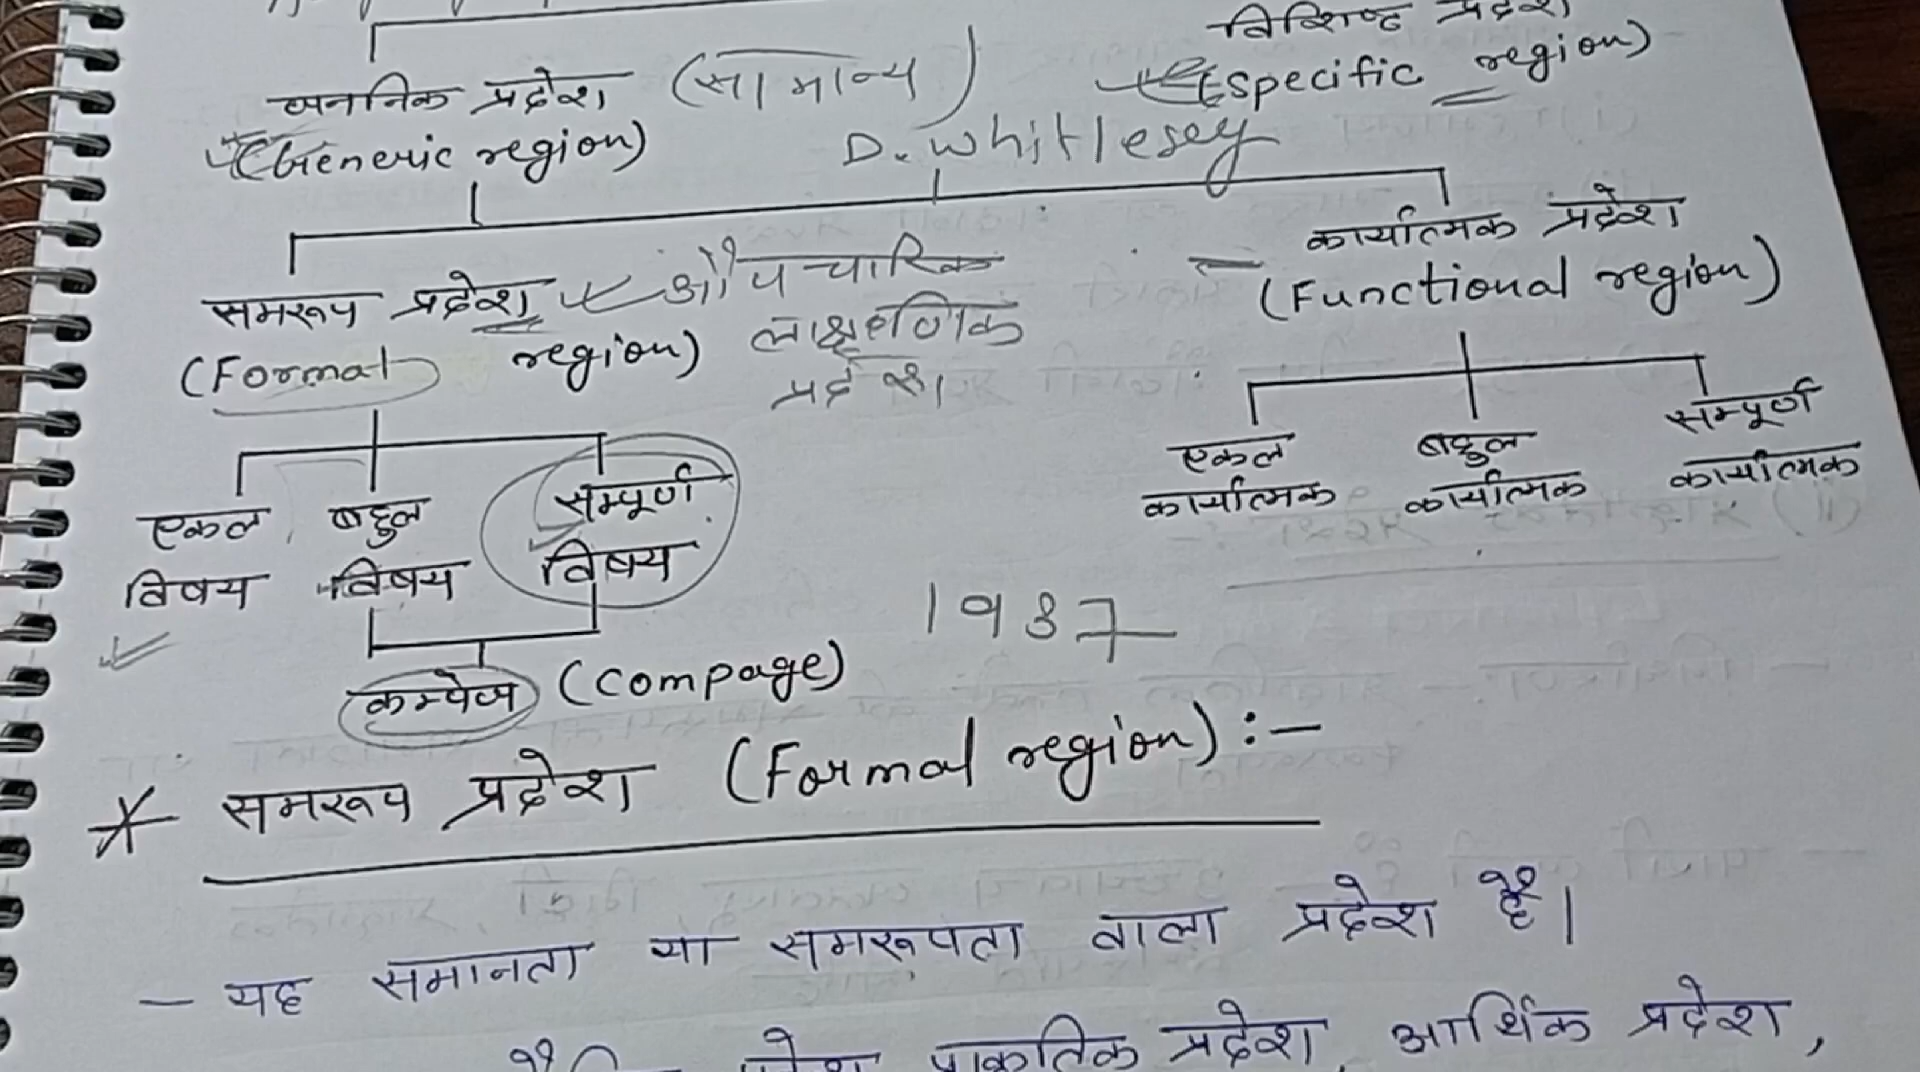 विशिष्ट प्रदेश
(specific region)
जननिक प्रदेश (सामान्य)
(Generic region)
D. Whitlesey
कार्यात्मक प्रदेश
(Functional region)
समरूप प्रदेश औपचारिक
(Formal region) लाक्षणिक
प्रदेश
एकल बहुल सम्पूर्ण
विषय विषय विषय
एकल बहुल सम्पूर्ण
कार्यात्मक कार्यात्मक कार्यात्मक
1937
कम्पेज (compage)
* समरूप प्रदेश (Formal region) :-
- यह समानता या समरूपता वाला प्रदेश है।
प्राकृतिक प्रदेश, आर्थिक प्रदेश,